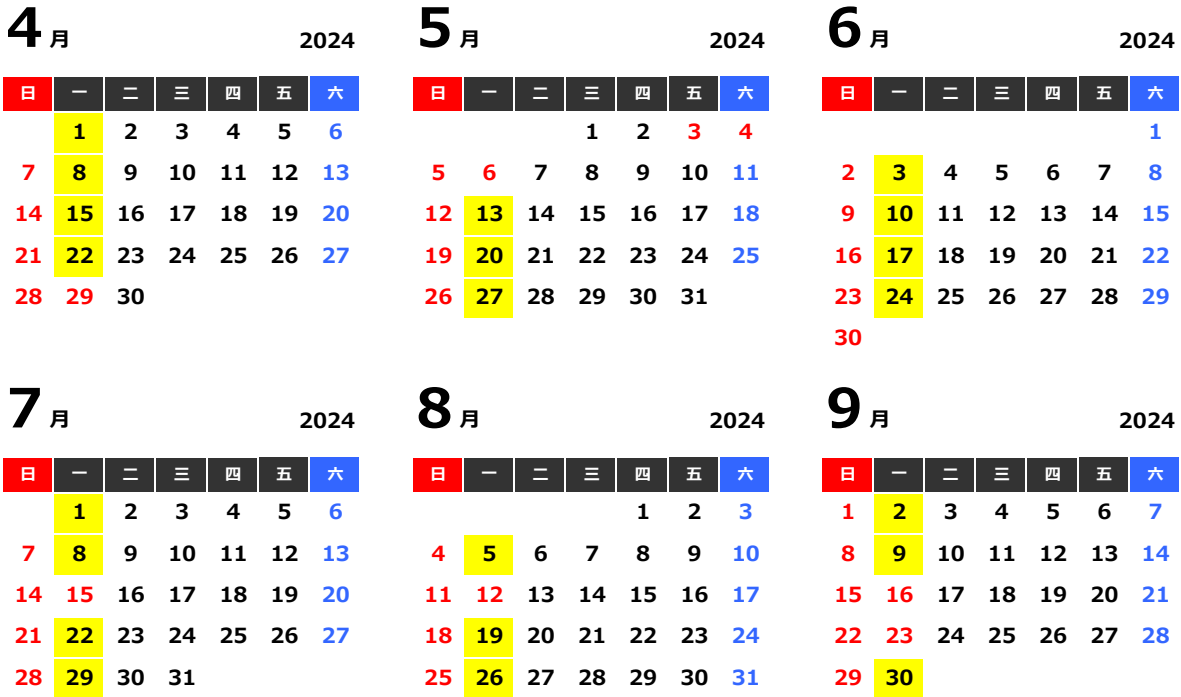 4月 2024
日 一 二 三 四 五 六
1 2 3 4 5 6
7 8 9 10 11 12 13
14 15 16 17 18 19 20
21 22 23 24 25 26 27
28 29 30
5月 2024
日 一 二 三 四 五 六
1 2 3 4
5 6 7 8 9 10 11
12 13 14 15 16 17 18
19 20 21 22 23 24 25
26 27 28 29 30 31
6月 2024
日 一 二 三 四 五 六
1
2 3 4 5 6 7 8
9 10 11 12 13 14 15
16 17 18 19 20 21 22
23 24 25 26 27 28 29
30
7月 2024
日 一 二 三 四 五 六
1 2 3 4 5 6
7 8 9 10 11 12 13
14 15 16 17 18 19 20
21 22 23 24 25 26 27
28 29 30 31
8月 2024
日 一 二 三 四 五 六
1 2 3
4 5 6 7 8 9 10
11 12 13 14 15 16 17
18 19 20 21 22 23 24
25 26 27 28 29 30 31
9月 2024
日 一 二 三 四 五 六
1 2 3 4 5 6 7
8 9 10 11 12 13 14
15 16 17 18 19 20 21
22 23 24 25 26 27 28
29 30